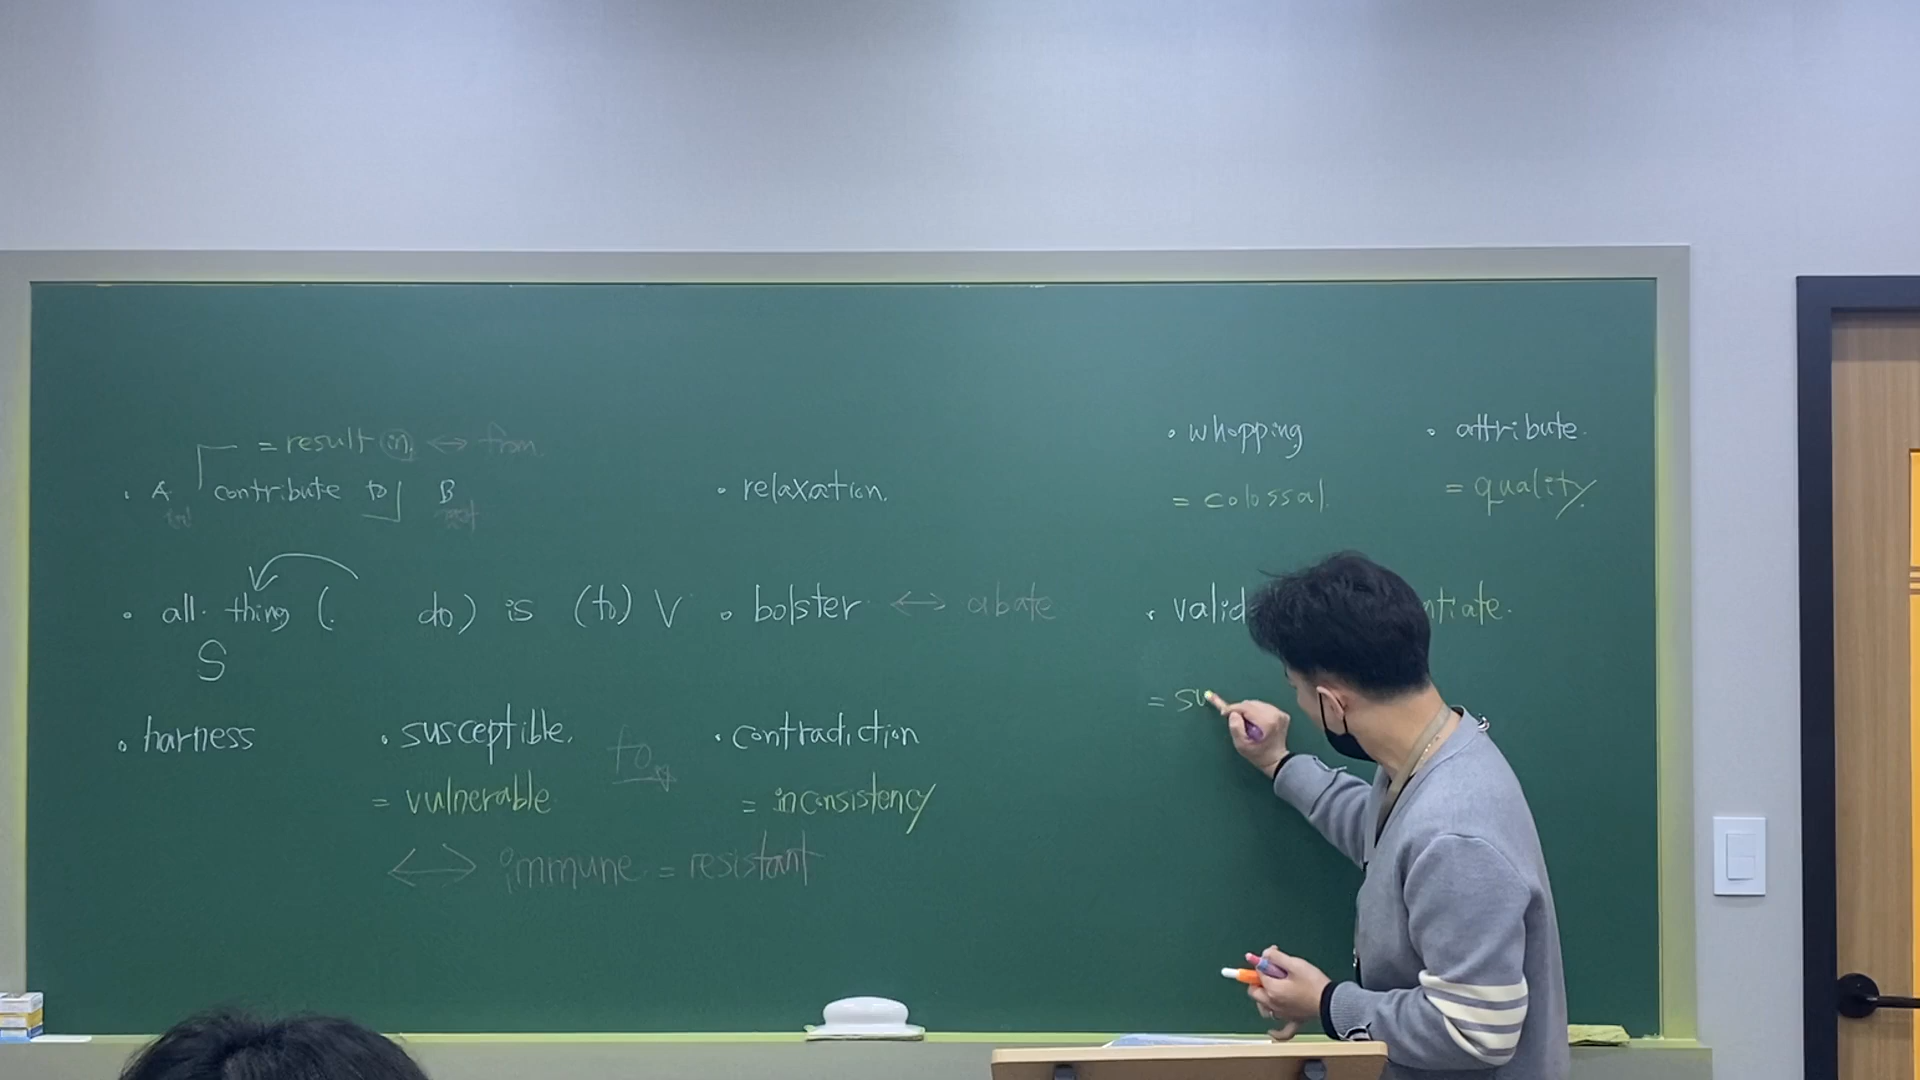 = result in ↔ from
• A contribute to B
• all thing ( do) is (to) V
S
• harness
• susceptible. to
= vulnerable
↔ immune = resistant
• relaxation.
• bolster ↔ abate
• contradiction
= inconsistency
• whopping
= colossal.
• attribute.
= quality.
• valid ntiate.
= su